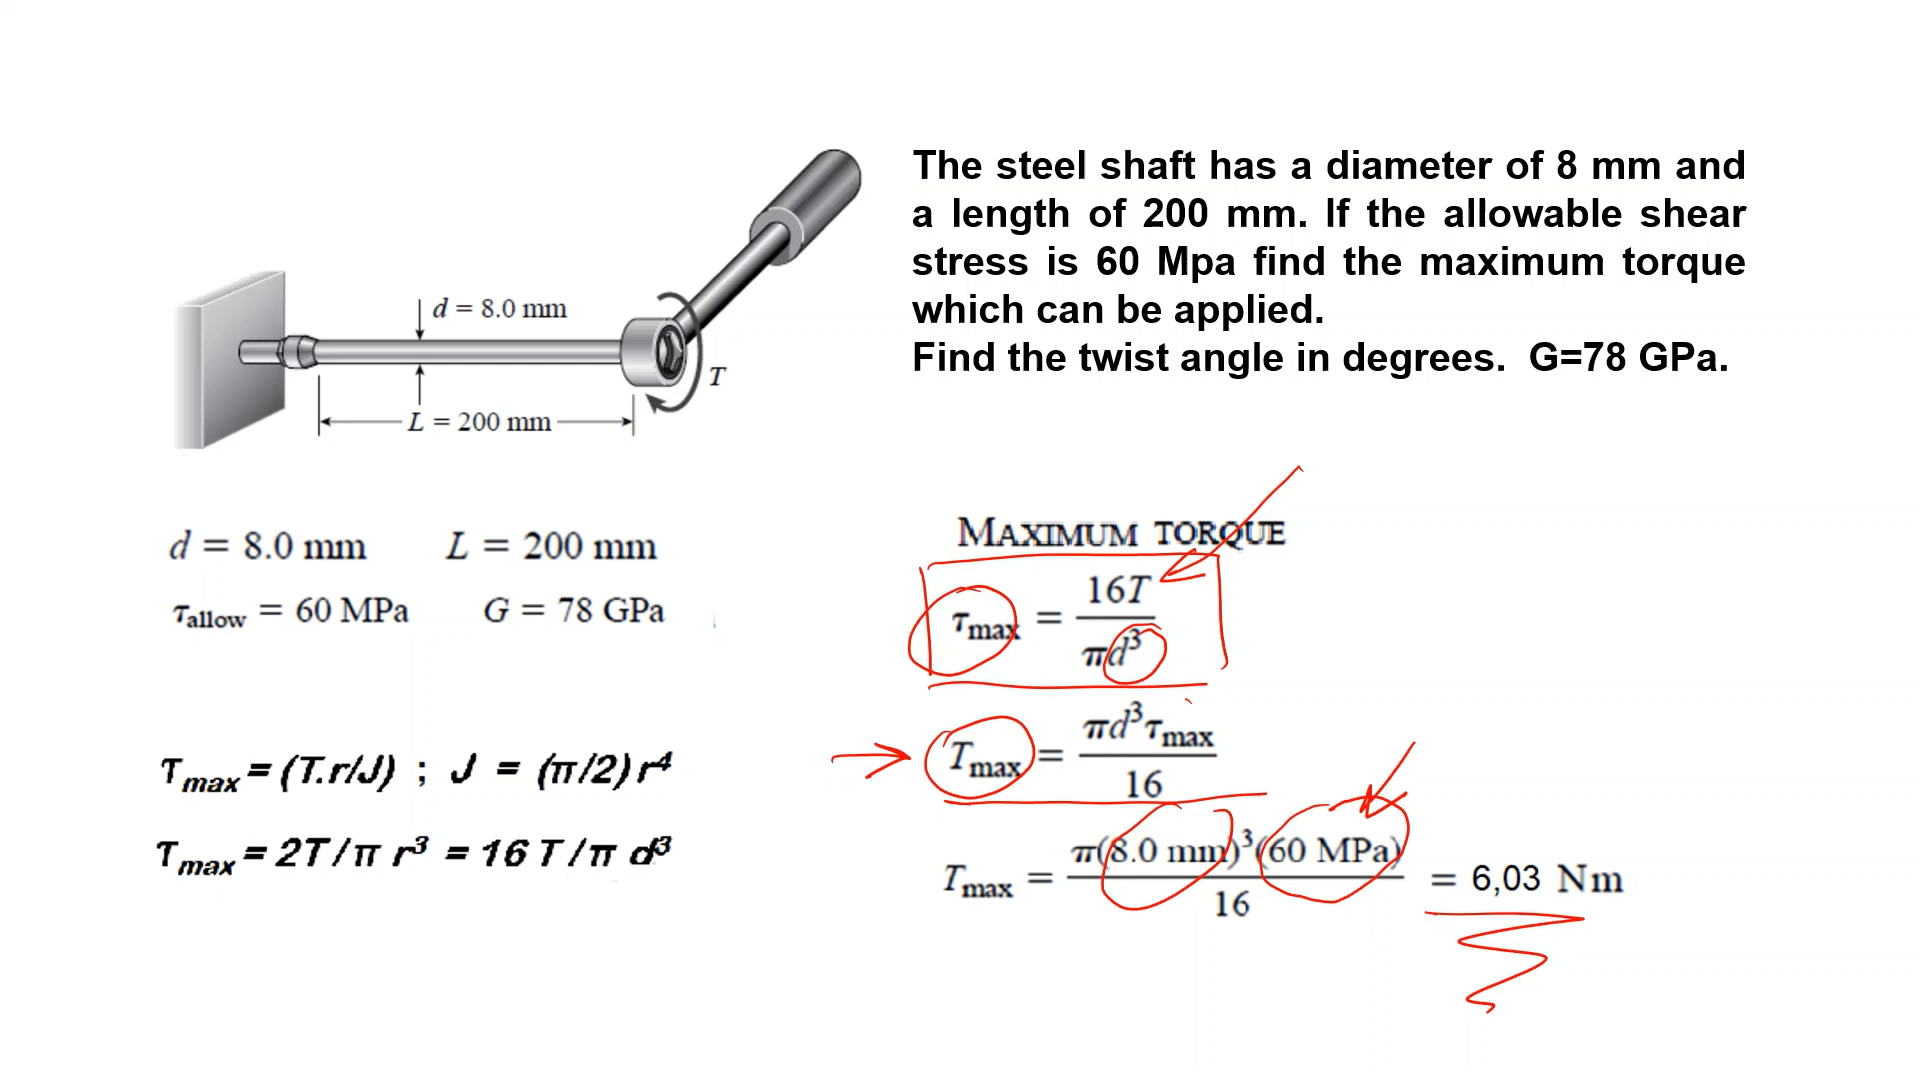 The steel shaft has a diameter of 8 mm and
a length of 200 mm. If the allowable shear
stress is 60 Mpa find the maximum torque
which can be applied.
Find the twist angle in degrees. G=78 GPa.
d = 8.0 mm
T
L = 200 mm
d = 8.0 mm L = 200 mm
τallow = 60 MPa G = 78 GPa
τmax = (T.r/J) ; J = (π/2) r⁴
τmax = 2T/π r³ = 16 T/π d³
MAXIMUM TORQUE
τmax = 16T / πd³
Tmax = πd³τmax / 16
Tmax = π(8.0 mm)³(60 MPa) / 16 = 6,03 Nm